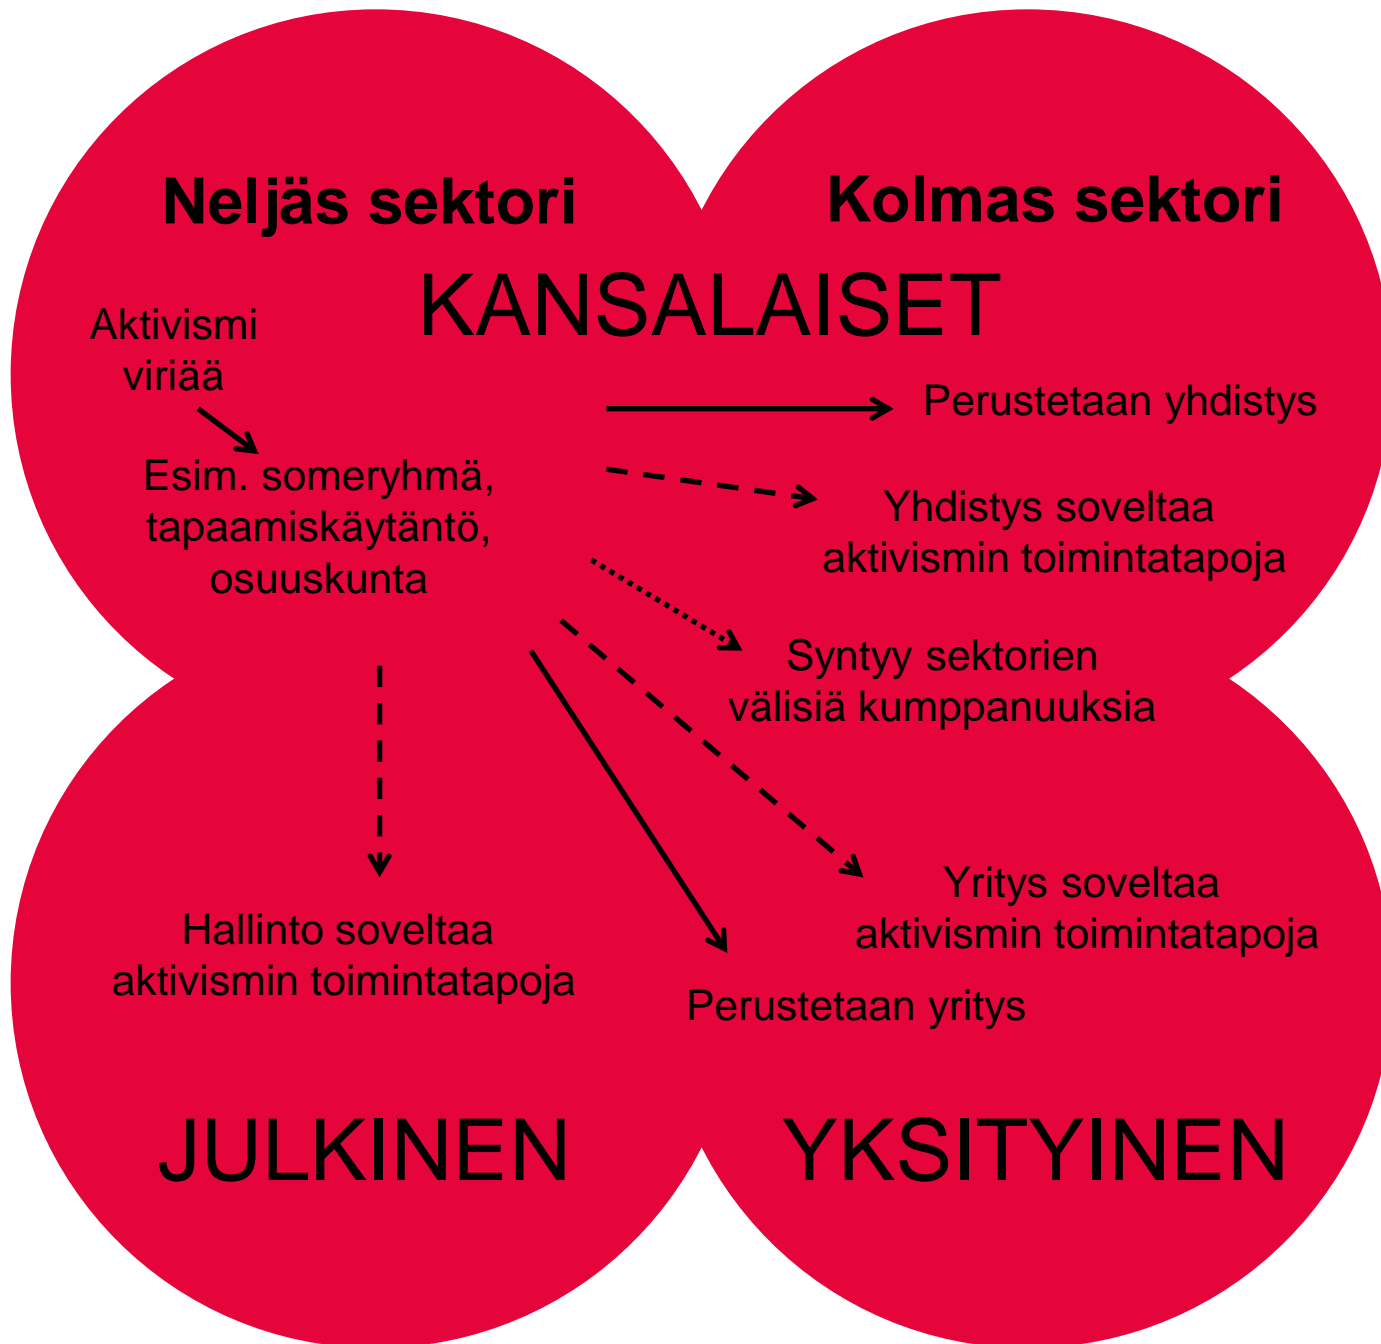 Neljäs sektori
Kolmas sektori
KANSALAISET
Aktivismi
viriää
Esim. someryhmä,
tapaamiskäytäntö,
osuuskunta
Perustetaan yhdistys
Yhdistys soveltaa
aktivismin toimintatapoja
Syntyy sektorien
välisiä kumppanuuksia
Yritys soveltaa
aktivismin toimintatapoja
Perustetaan yritys
Hallinto soveltaa
aktivismin toimintatapoja
JULKINEN
YKSITYINEN